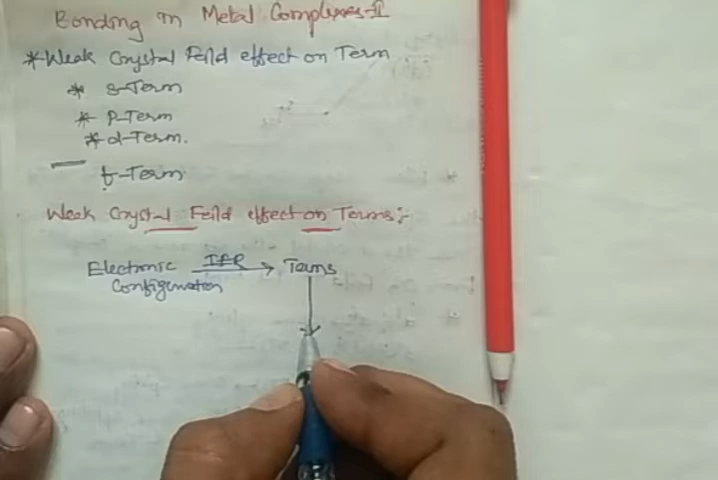 Bonding in Metal Complexes-II
*Weak Crystal Feild effect on Term
* S-Term
* P-Term
* d-Term.
f-Term
Weak Crystal Feild effect on Terms:-
Electronic IER Terms
Configuration